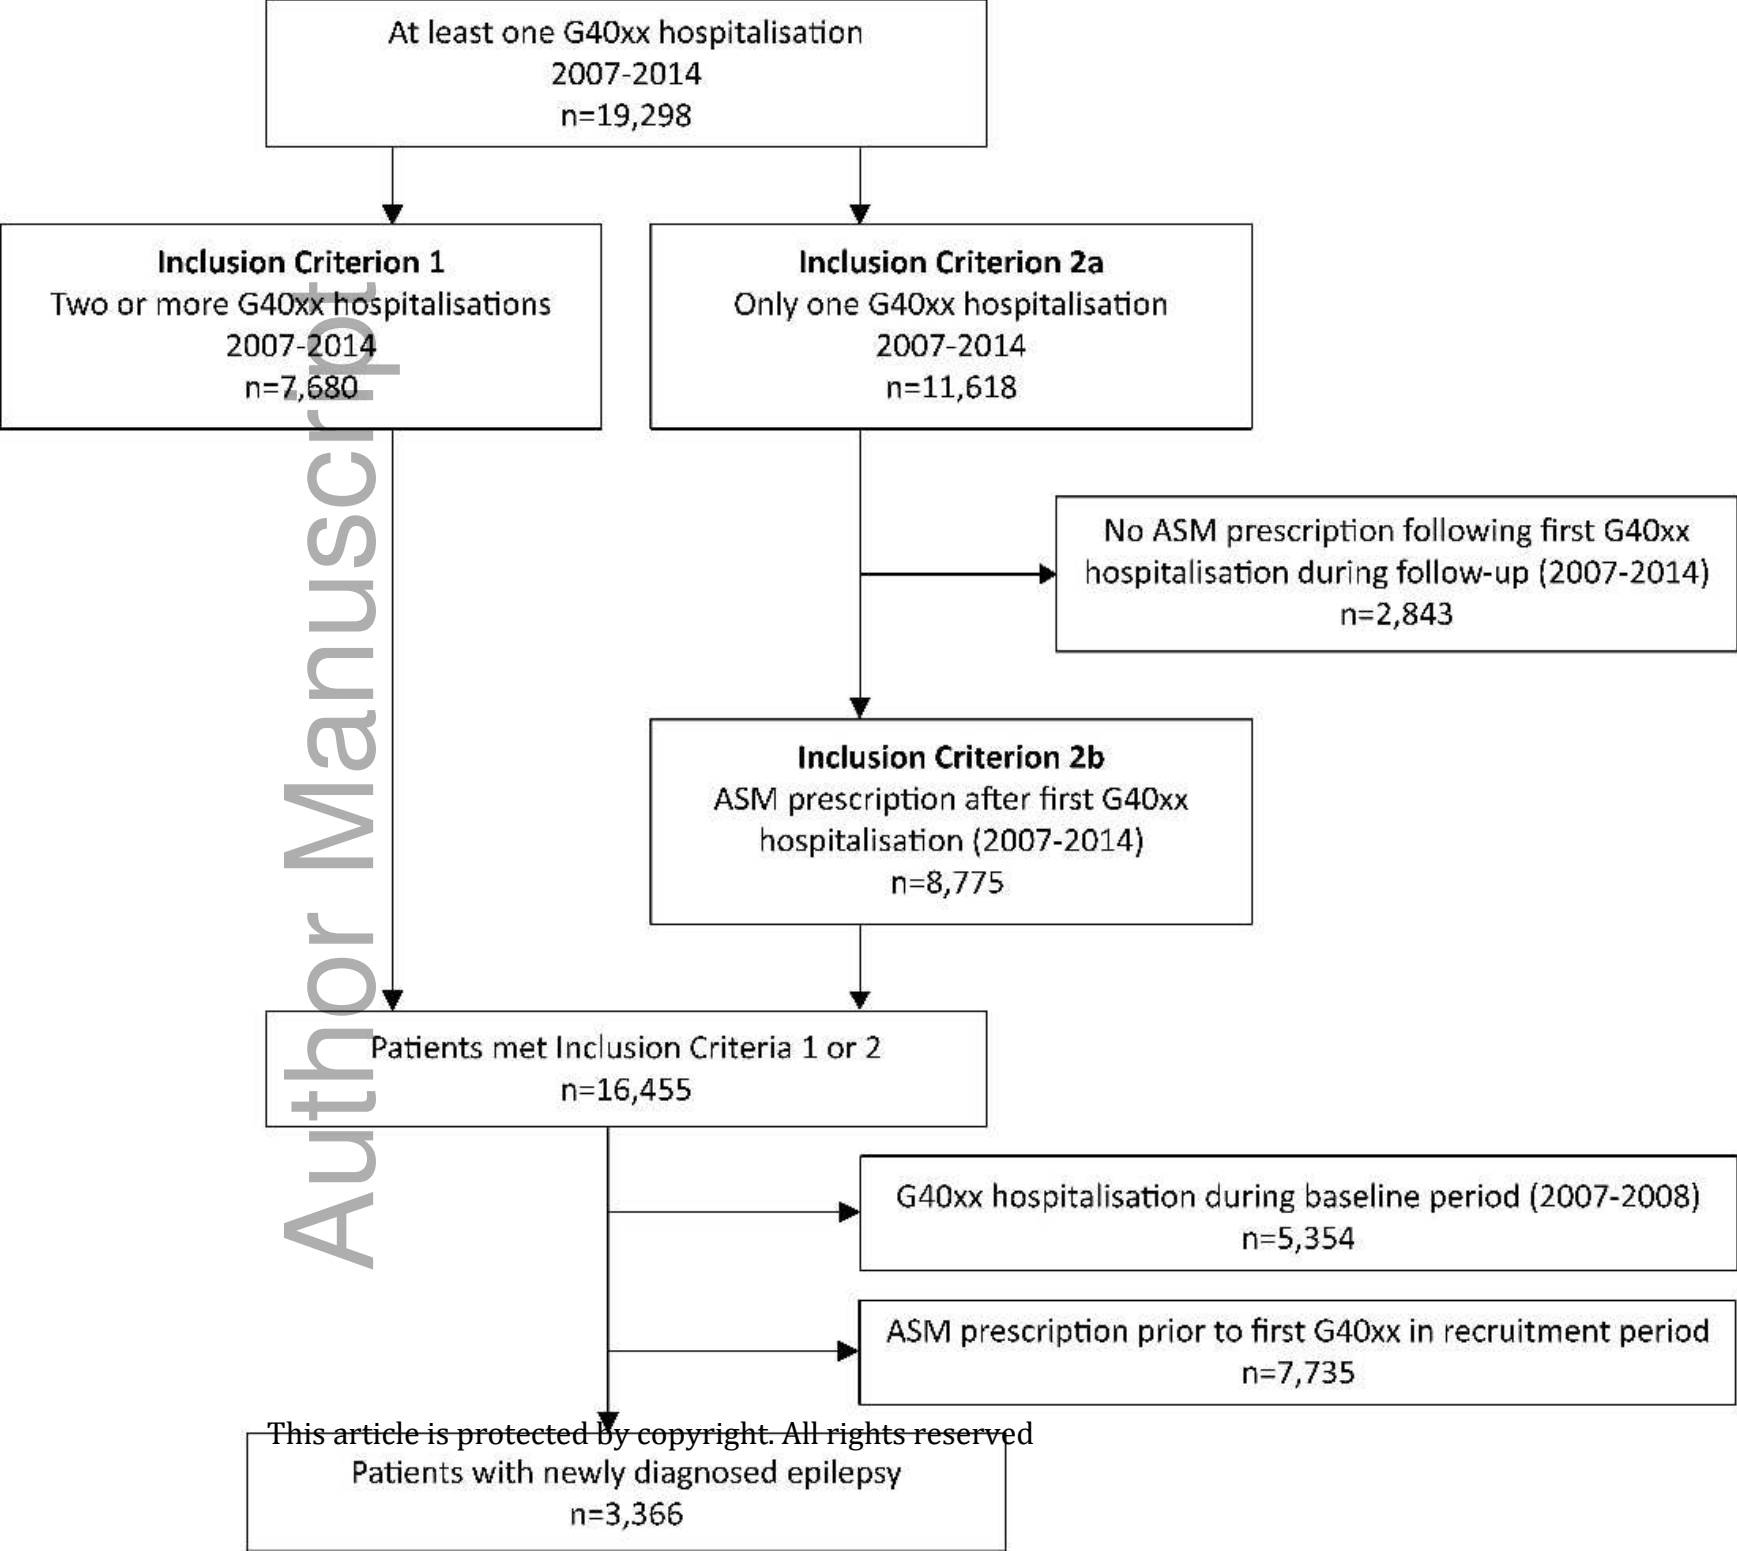 At least one G40xx hospitalisation
2007-2014
n=19,298
Inclusion Criterion 1
Two or more G40xx hospitalisations
2007-2014
n=7,680
Inclusion Criterion 2a
Only one G40xx hospitalisation
2007-2014
n=11,618
No ASM prescription following first G40xx
hospitalisation during follow-up (2007-2014)
n=2,843
Inclusion Criterion 2b
ASM prescription after first G40xx
hospitalisation (2007-2014)
n=8,775
Patients met Inclusion Criteria 1 or 2
n=16,455
G40xx hospitalisation during baseline period (2007-2008)
n=5,354
ASM prescription prior to first G40xx in recruitment period
n=7,735
This article is protected by copyright. All rights reserved
Patients with newly diagnosed epilepsy
n=3,366
Author Manuscript